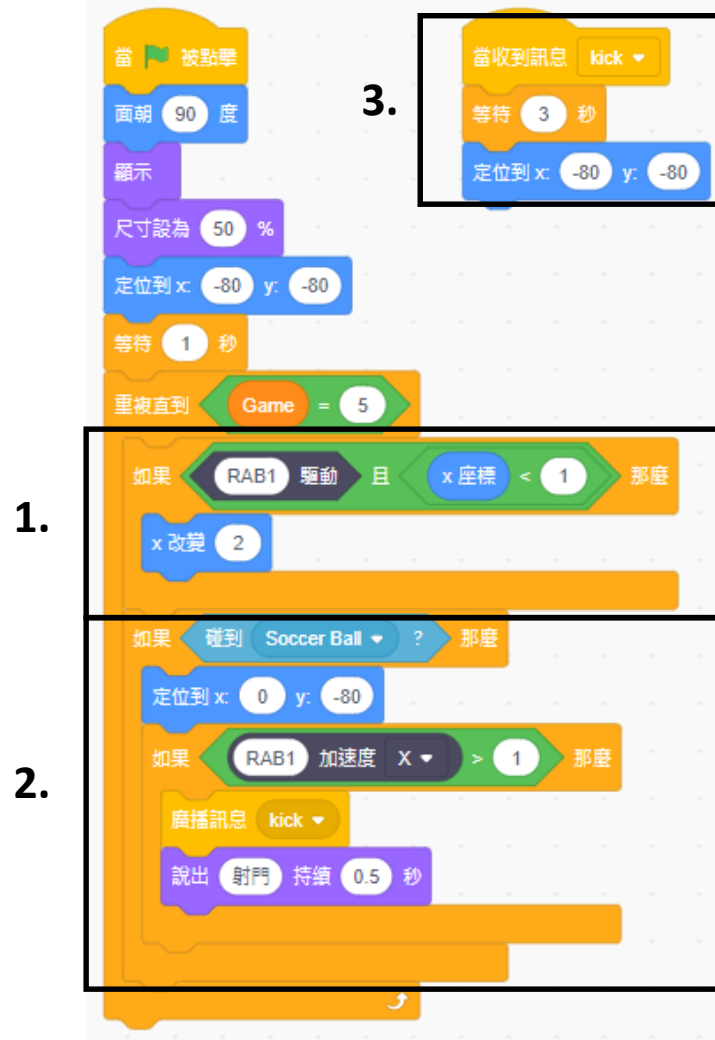 當 被點擊
面朝 90 度
顯示
尺寸設為 50 %
定位到 x: -80 y: -80
等待 1 秒
重複直到 Game = 5
1.
如果 RAB1 驅動 且 x 座標 < 1 那麼
x 改變 2
2.
如果 碰到 Soccer Ball ? 那麼
定位到 x: 0 y: -80
如果 RAB1 加速度 X > 1 那麼
廣播訊息 kick
說出 射門 持續 0.5 秒
3.
當收到訊息 kick
等待 3 秒
定位到 x: -80 y: -80